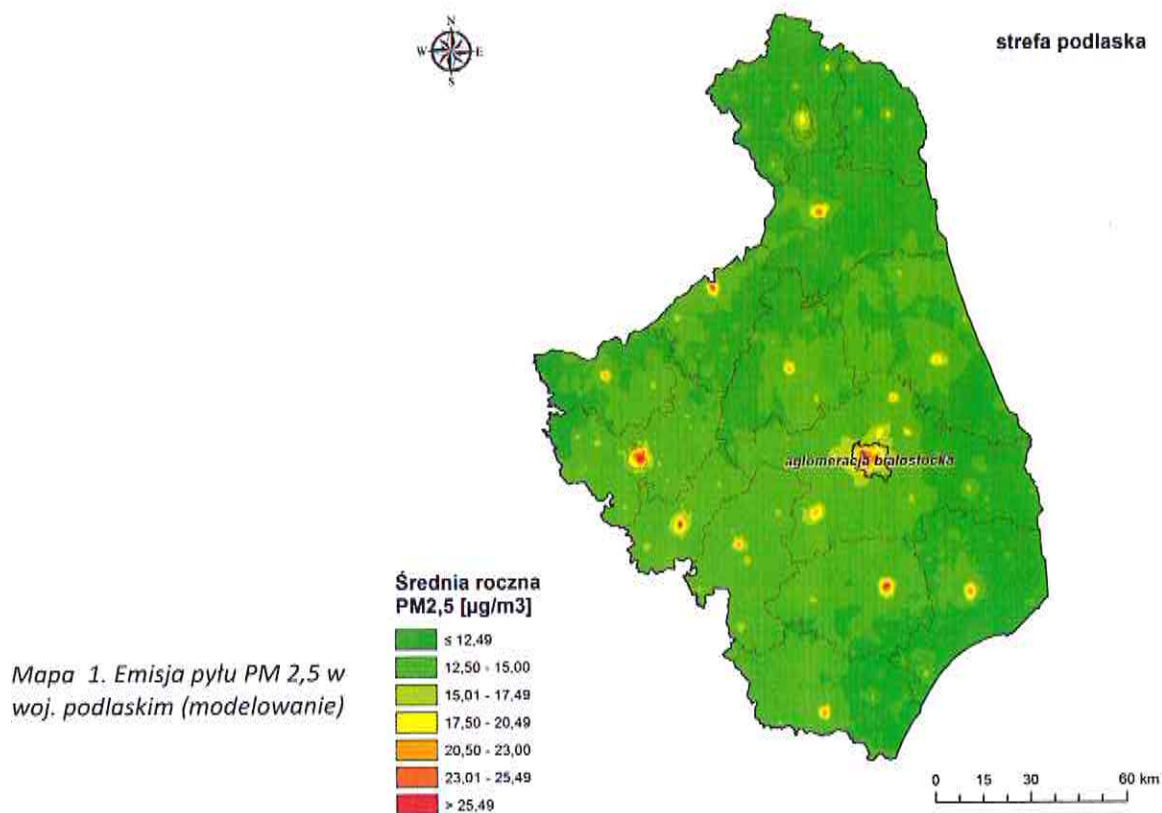 N
W E
S
strefa podlaska
aglomeracja białostocka
Średnia roczna
PM2,5 [µg/m3]
≤ 12,49
12,50 - 15,00
15,01 - 17,49
17,50 - 20,49
20,50 - 23,00
23,01 - 25,49
> 25,49
Mapa 1. Emisja pyłu PM 2,5 w
woj. podlaskim (modelowanie)
0 15 30 60 km